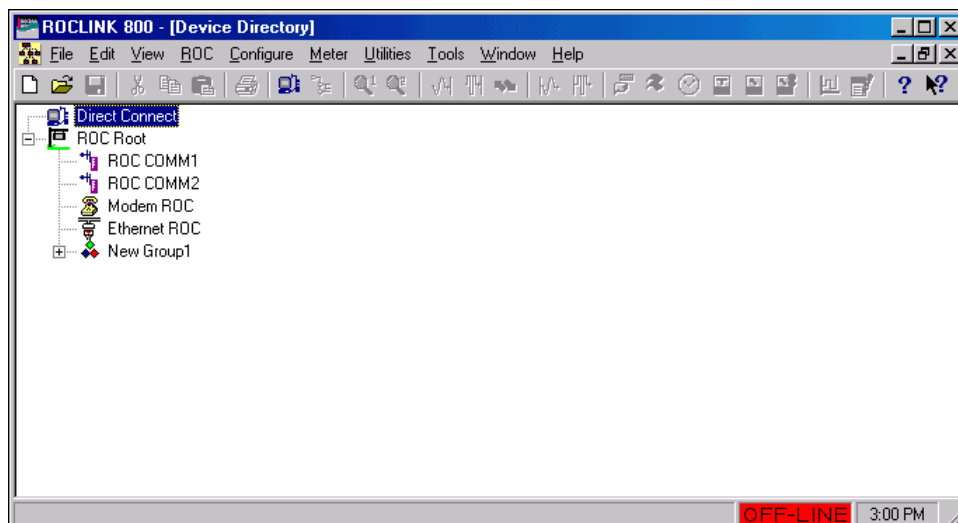 ROCLINK 800 - [Device Directory]
File Edit View ROC Configure Meter Utilities Tools Window Help
Direct Connect
ROC Root
ROC COMM1
ROC COMM2
Modem ROC
Ethernet ROC
New Group1
OFF-LINE 3:00 PM